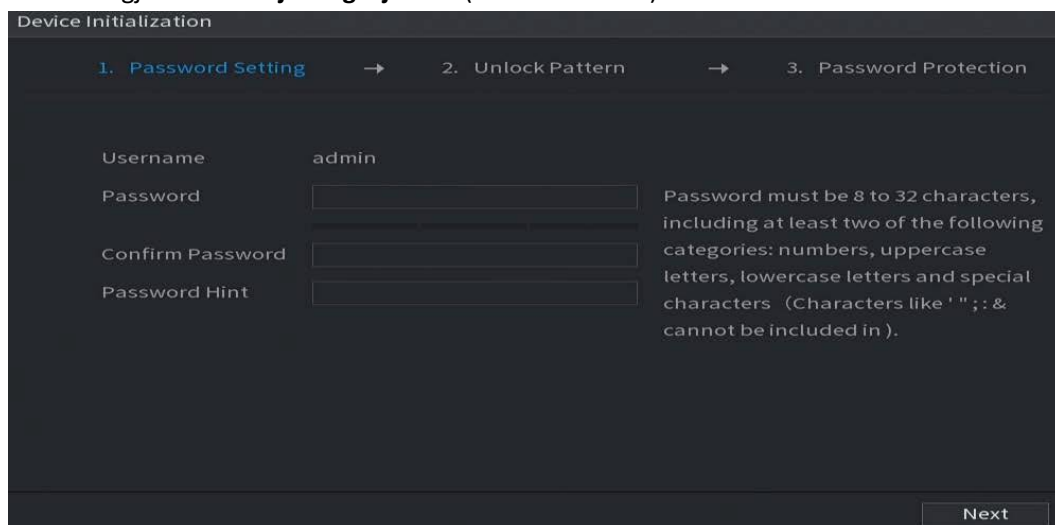 Device Initialization
1. Password Setting → 2. Unlock Pattern → 3. Password Protection
Username admin
Password
Password must be 8 to 32 characters,
including at least two of the following
Confirm Password
categories: numbers, uppercase
letters, lowercase letters and special
Password Hint
characters (Characters like ' " ; : &
cannot be included in ).
Next